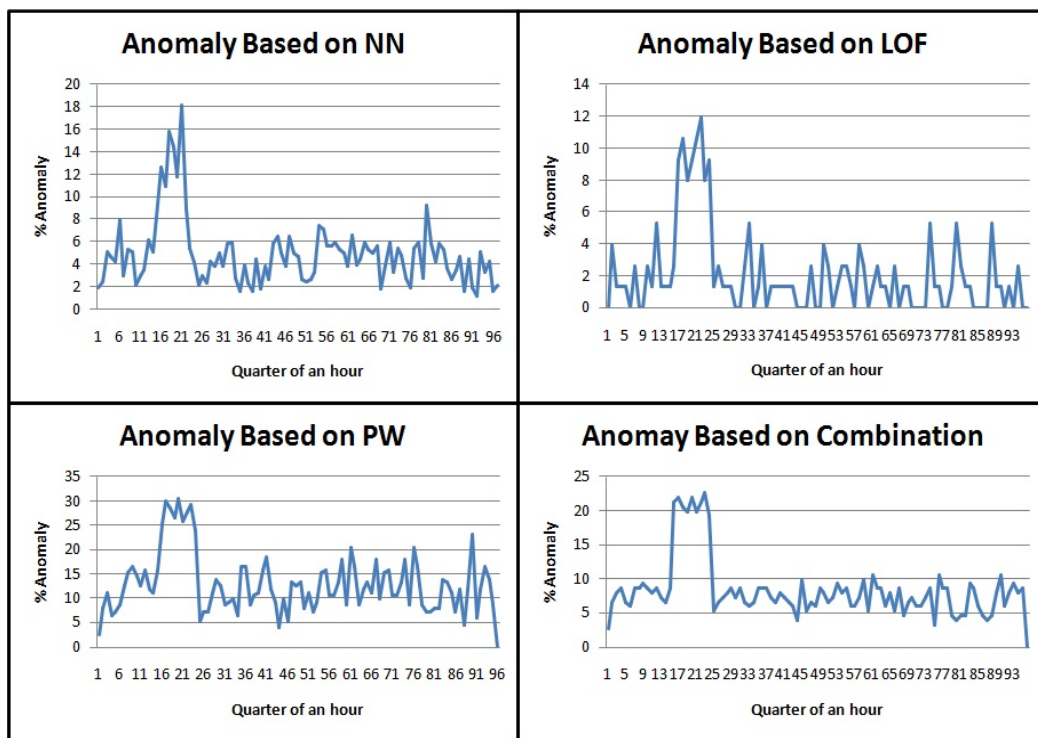 Anomaly Based on NN
% Anomaly
20
18
16
14
12
10
8
6
4
2
0
1 6 11 16 21 26 31 36 41 46 51 56 61 66 71 76 81 86 91 96
Quarter of an hour
Anomaly Based on LOF
% Anomaly
14
12
10
8
6
4
2
0
1 5 9 13 17 21 25 29 33 37 41 45 49 53 57 61 65 69 73 77 81 85 89 93
Quarter of an hour
Anomaly Based on PW
% Anomaly
35
30
25
20
15
10
5
0
1 6 11 16 21 26 31 36 41 46 51 56 61 66 71 76 81 86 91 96
Quarter of an hour
Anomay Based on Combination
% Anomaly
25
20
15
10
5
0
1 5 9 13 17 21 25 29 33 37 41 45 49 53 57 61 65 69 73 77 81 85 89 93
Quarter of an hour